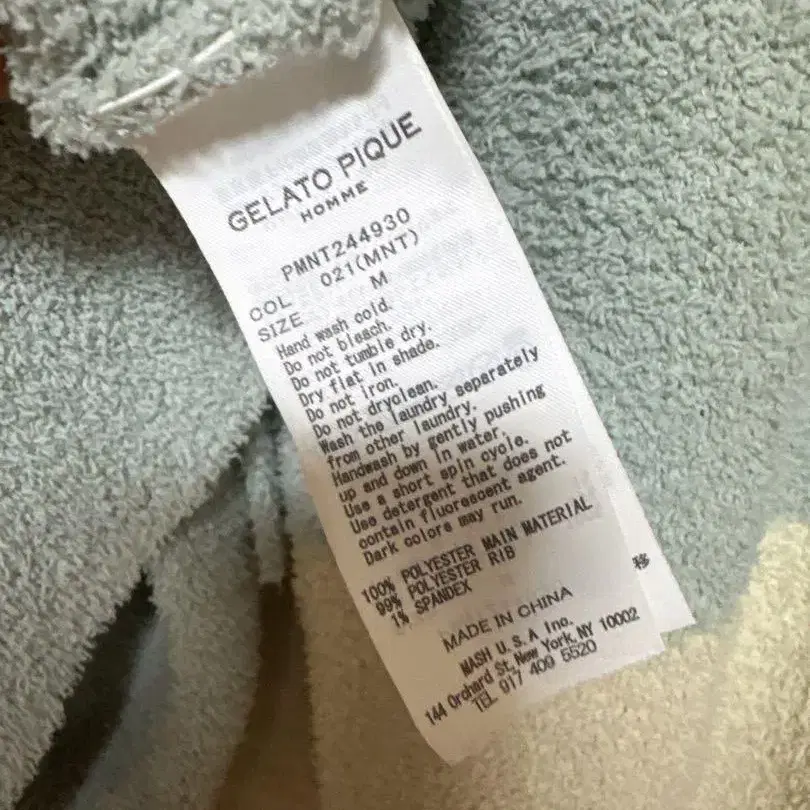 GELATO PIQUE
HOMME
PMNT244930
COL 021(MNT)
SIZE M
Hand wash cold.
Do not bleach.
Do not tumble dry.
Dry flat in shade.
Do not iron.
Do not dryolean.
Wash the laundry separately
from other laundry.
Handwash by gently pushing
up and down in water.
Use a short spin cycle.
Use detergent that does not
contain fluorescent agent.
Dark colors may run.
100% POLYESTER MAIN MATERIAL
99% POLYESTER RIB
1% SPANDEX
MADE IN CHINA
MASH U.S.A Inc.
144 Orchard St, New York, NY 10002
TEL 917 409 5520